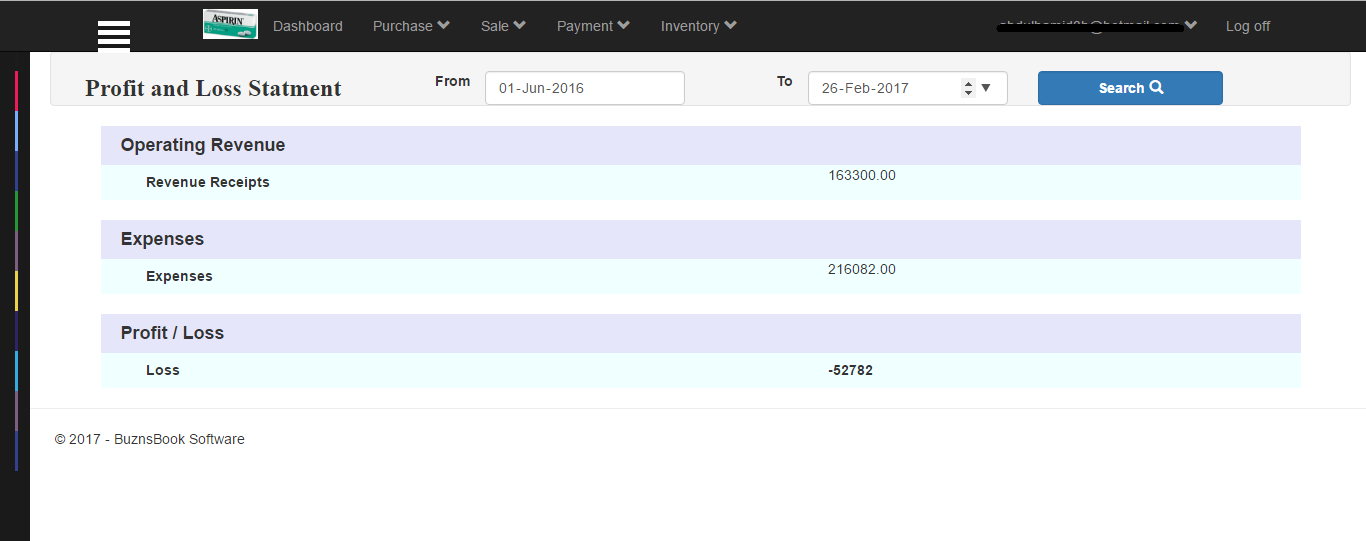 ASPIRIN Dashboard Purchase Sale Payment Inventory Log off
Profit and Loss Statment From 01-Jun-2016 To 26-Feb-2017 Search
Operating Revenue
Revenue Receipts 163300.00
Expenses
Expenses 216082.00
Profit / Loss
Loss -52782
© 2017 - BuznsBook Software